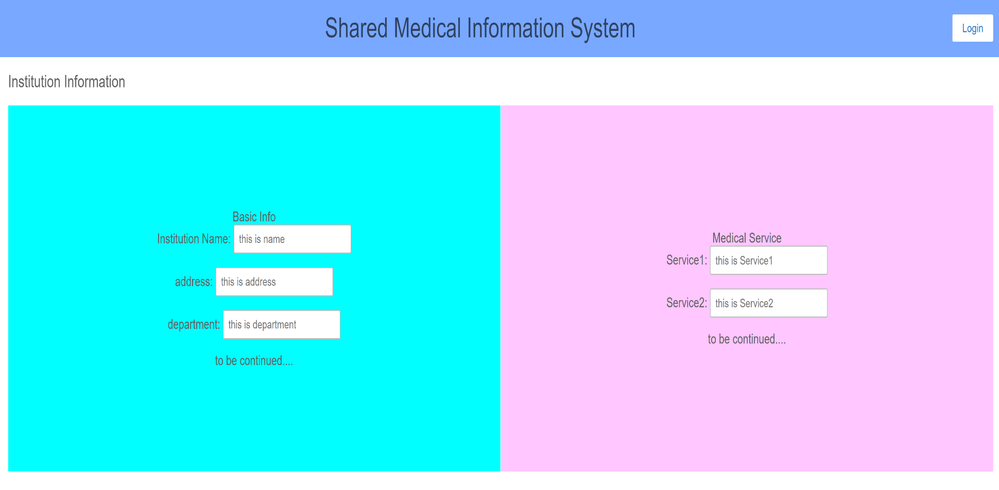 Shared Medical Information System
Login
Institution Information
Basic Info
Institution Name: this is name
address: this is address
department: this is department
to be continued....
Medical Service
Service1: this is Service1
Service2: this is Service2
to be continued....